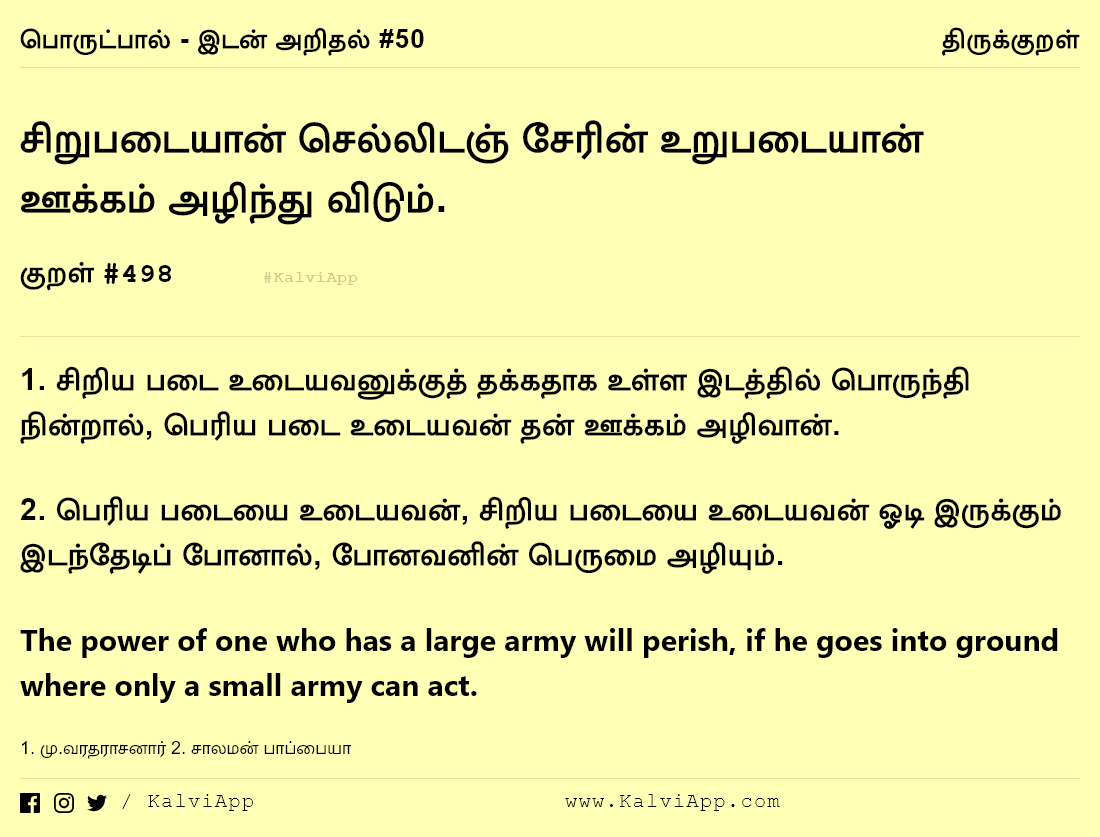 பொருட்பால் - இடன் அறிதல் #50 திருக்குறள்
சிறுபடையான் செல்லிடஞ் சேரின் உறுபடையான்
ஊக்கம் அழிந்து விடும்.
குறள் #498 #KalviApp
1. சிறிய படை உடையவனுக்குத் தக்கதாக உள்ள இடத்தில் பொருந்தி
நின்றால், பெரிய படை உடையவன் தன் ஊக்கம் அழிவான்.
2. பெரிய படையை உடையவன், சிறிய படையை உடையவன் ஓடி இருக்கும்
இடந்தேடிப் போனால், போனவனின் பெருமை அழியும்.
The power of one who has a large army will perish, if he goes into ground
where only a small army can act.
1. மு.வரதராசனார் 2. சாலமன் பாப்பையா
/ KalviApp www.KalviApp.com